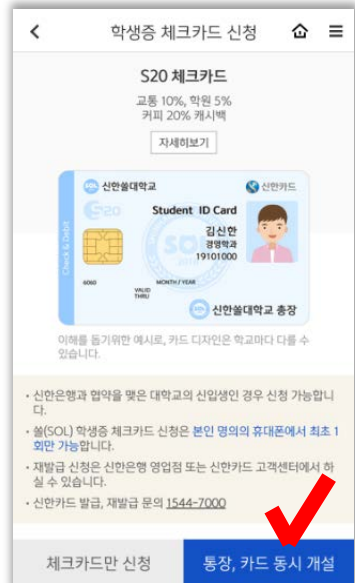 학생증 체크카드 신청
S20 체크카드
교통 10%, 학원 5%
커피 20% 캐시백
자세히보기
SOL 신한쏠대학교
신한카드
S20
Student ID Card
김신한
경영학과
19101000
Check & Debit
6060
MONTH / YEAR
VALID
THRU
신한쏠대학교 총장
이해를 돕기위한 예시로, 카드 디자인은 학교마다 다를 수
있습니다.
• 신한은행과 협약을 맺은 대학교의 신입생인 경우 신청 가능합니
다.
• 쏠(SOL) 학생증 체크카드 신청은 본인 명의의 휴대폰에서 최초 1
회만 가능합니다.
• 재발급 신청은 신한은행 영업점 또는 신한카드 고객센터에서 하
실 수 있습니다.
• 신한카드 발급, 재발급 문의 1544-7000
체크카드만 신청
통장, 카드 동시 개설